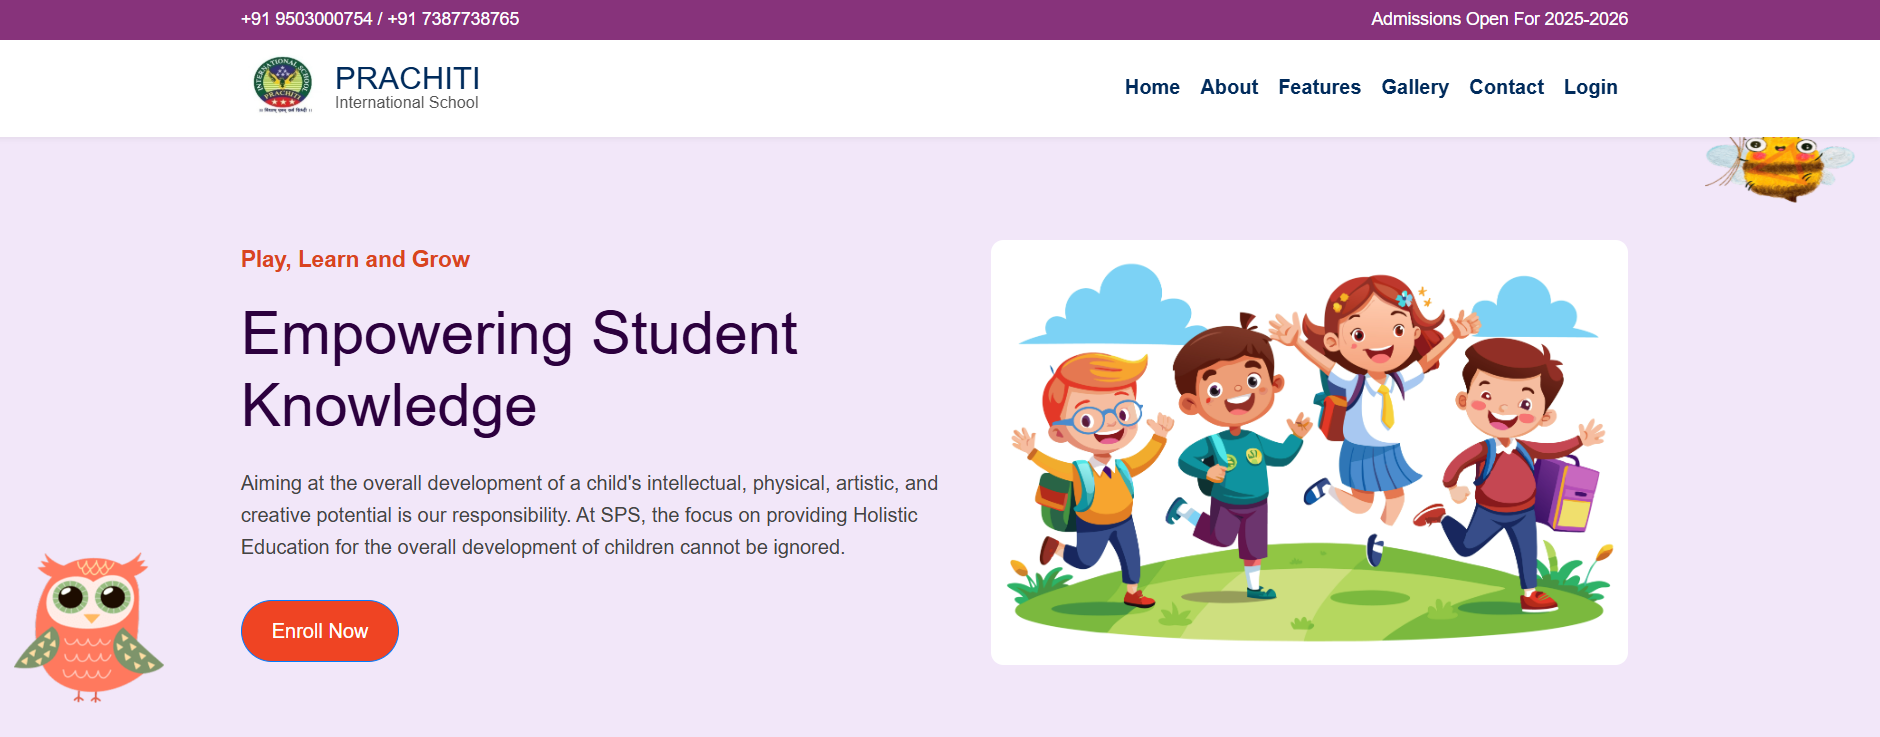 +91 9503000754 / +91 7387738765
Admissions Open For 2025-2026
INTERNATIONAL SCHOOL
PRACHITI
PRACHITI
International School
Home About Features Gallery Contact Login
Play, Learn and Grow
Empowering Student
Knowledge
Aiming at the overall development of a child's intellectual, physical, artistic, and
creative potential is our responsibility. At SPS, the focus on providing Holistic
Education for the overall development of children cannot be ignored.
Enroll Now